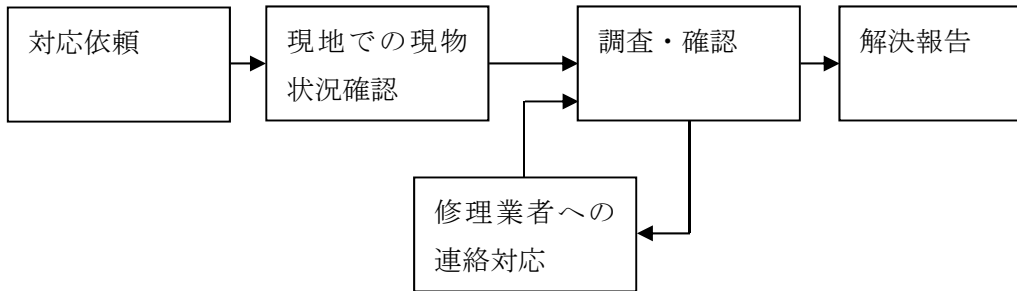 対応依頼
現地での現物
状況確認
調査・確認
解決報告
修理業者への
連絡対応